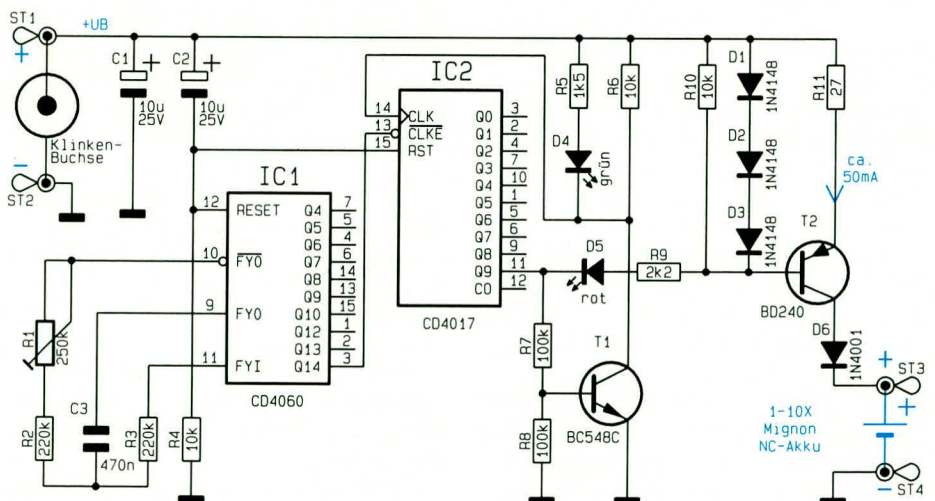 ST1
+UB
+
Klinken-
Buchse
-
ST2
C1
+
10u
25V
C2
+
10u
25V
IC1
12 RESET
10 FY0
9 FY0
11 FYI
Q4 7
Q5 5
Q6 4
Q7 6
Q8 14
Q9 13
Q10 15
Q12 1
Q13 2
Q14 3
CD4060
R1
250k
R2
220k
C3
470n
R3
220k
R4
10k
IC2
14 CLK
13 CLKE
15 RST
Q0 3
Q1 2
Q2 4
Q3 7
Q4 10
Q5 1
Q6 5
Q7 6
Q8 9
Q9 11
CO 12
CD4017
R5
1k5
D4
grün
R6
10k
D5
rot
R9
2k2
R7
100k
R8
100k
T1
BC548C
R10
10k
D1
1N4148
D2
1N4148
D3
1N4148
R11
27
ca.
50mA
T2
BD240
D6
1N4001
+
ST3
+
1-10X
Mignon
NC-Akku
-
ST4